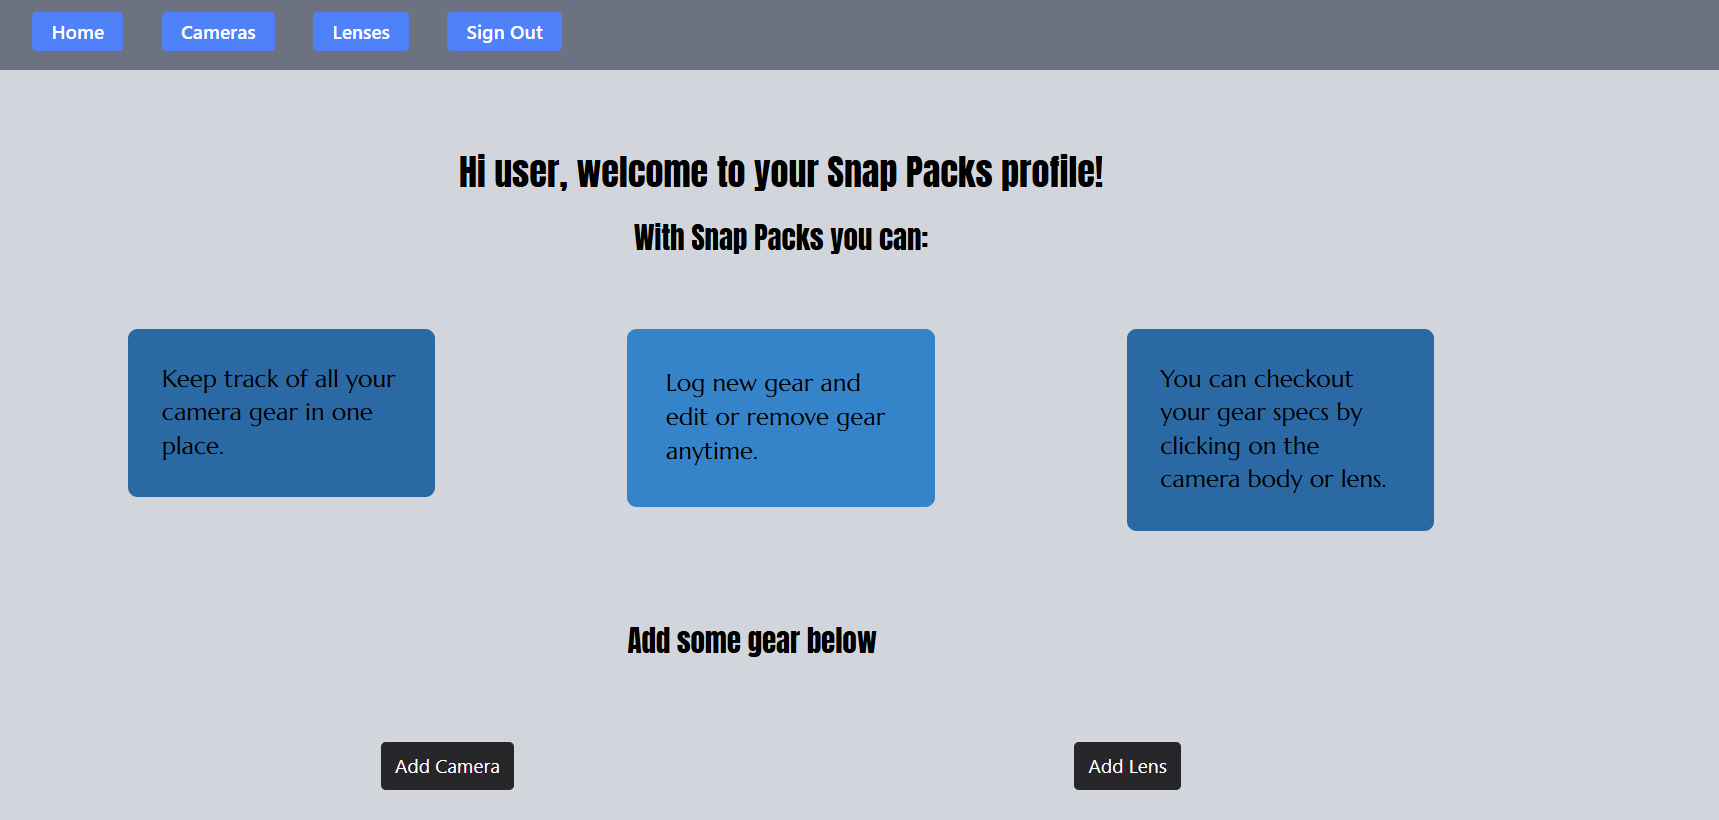 Home
Cameras
Lenses
Sign Out
Hi user, welcome to your Snap Packs profile!
With Snap Packs you can:
Keep track of all your
camera gear in one
place.
Log new gear and
edit or remove gear
anytime.
You can checkout
your gear specs by
clicking on the
camera body or lens.
Add some gear below
Add Camera
Add Lens